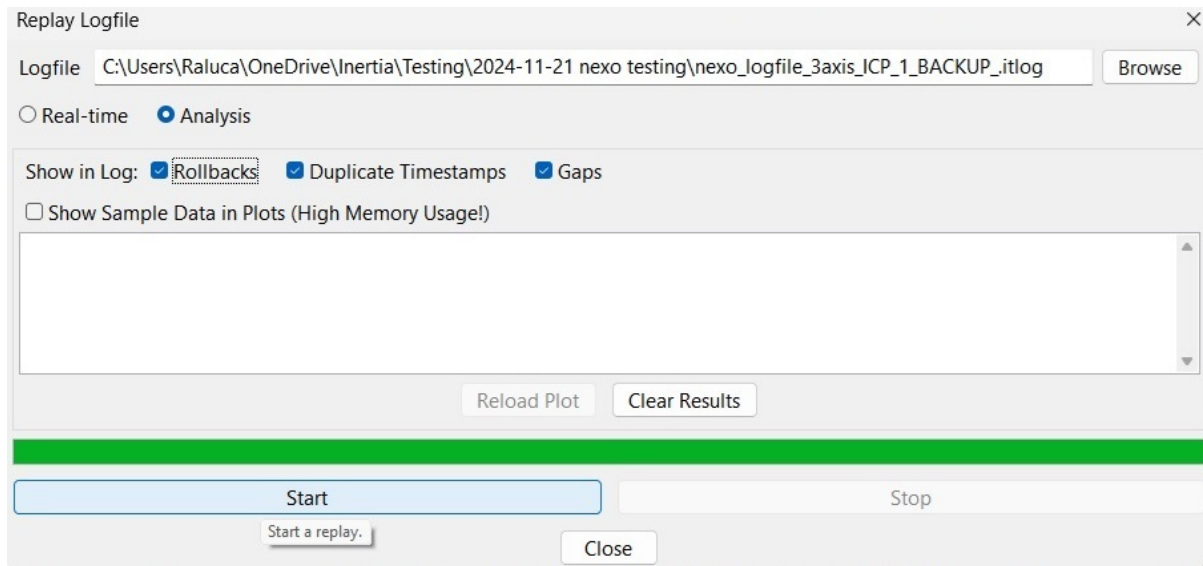 Replay Logfile
Logfile C:\Users\Raluca\OneDrive\Inertia\Testing\2024-11-21 nexo testing\nexo_logfile_3axis_ICP_1_BACKUP_.itlog Browse
Real-time Analysis
Show in Log: Rollbacks Duplicate Timestamps Gaps
Show Sample Data in Plots (High Memory Usage!)
Reload Plot Clear Results
Start Stop
Start a replay.
Close